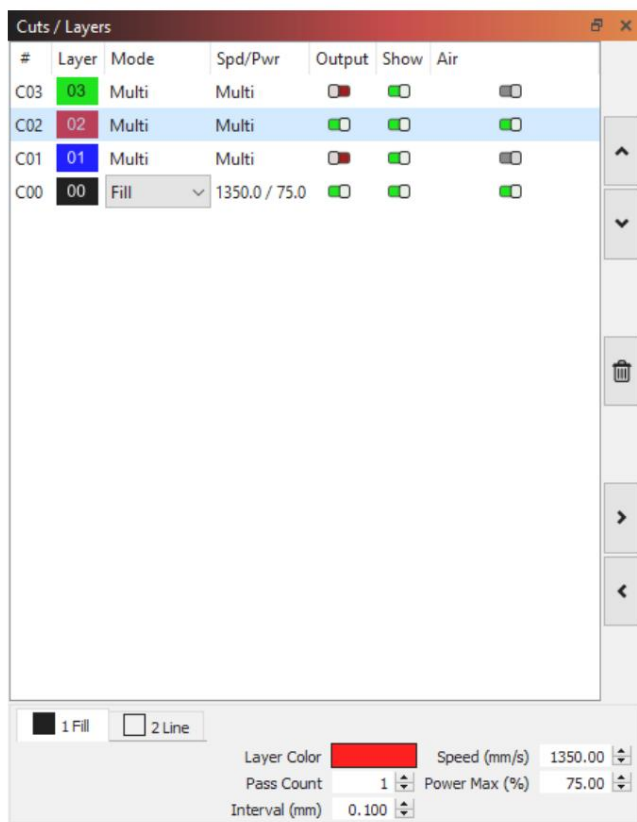 Cuts / Layers
# Layer Mode Spd/Pwr Output Show Air
C03 03 Multi Multi
C02 02 Multi Multi
C01 01 Multi Multi
C00 00 Fill 1350.0 / 75.0
1 Fill 2 Line
Layer Color Speed (mm/s) 1350.00
Pass Count 1 Power Max (%) 75.00
Interval (mm) 0.100